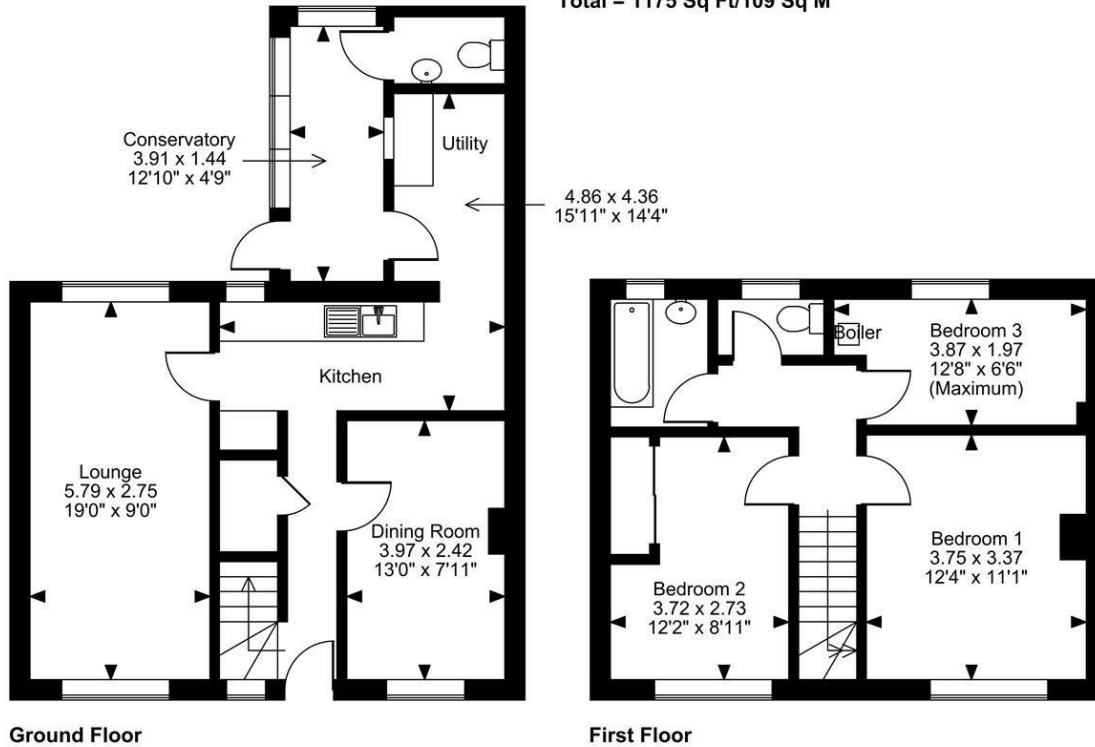 Total = 1175 Sq Ft/109 Sq M
Conservatory
3.91 x 1.44
12'10" x 4'9"
Utility
4.86 x 4.36
15'11" x 14'4"
Kitchen
Lounge
5.79 x 2.75
19'0" x 9'0"
Dining Room
3.97 x 2.42
13'0" x 7'11"
Ground Floor
Boiler
Bedroom 3
3.87 x 1.97
12'8" x 6'6"
(Maximum)
Bedroom 2
3.72 x 2.73
12'2" x 8'11"
Bedroom 1
3.75 x 3.37
12'4" x 11'1"
First Floor